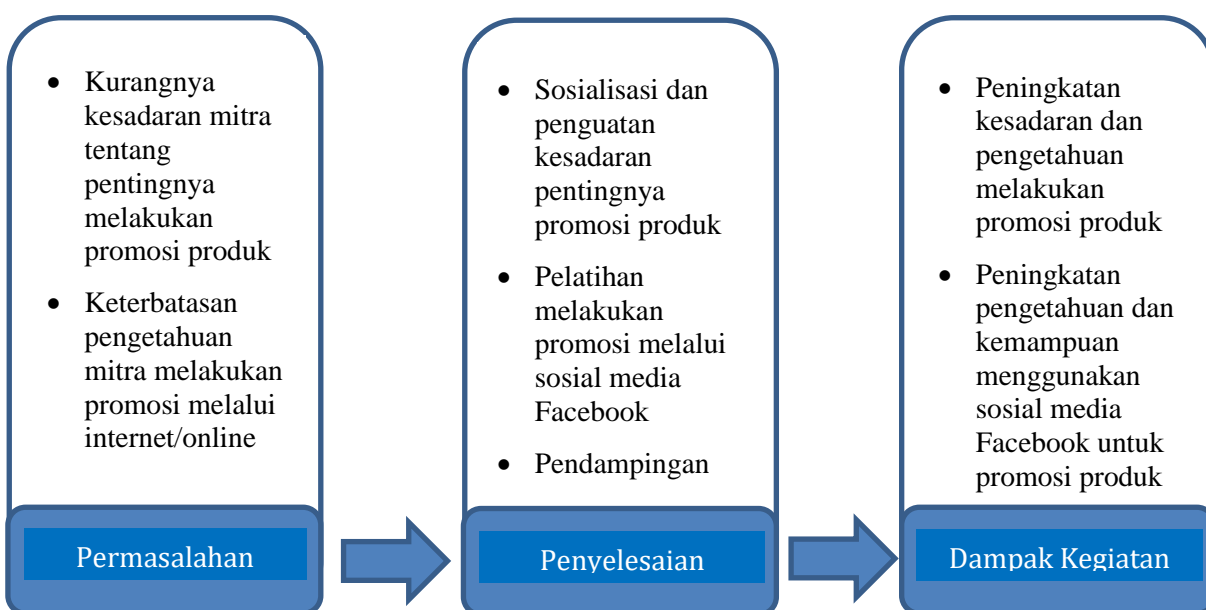 • Kurangnya
kesadaran mitra
tentang
pentingnya
melakukan
promosi produk
• Keterbatasan
pengetahuan
mitra melakukan
promosi melalui
internet/online
Permasalahan
• Sosialisasi dan
penguatan
kesadaran
pentingnya
promosi produk
• Pelatihan
melakukan
promosi melalui
sosial media
Facebook
• Pendampingan
Penyelesaian
• Peningkatan
kesadaran dan
pengetahuan
melakukan
promosi produk
• Peningkatan
pengetahuan dan
kemampuan
menggunakan
sosial media
Facebook untuk
promosi produk
Dampak Kegiatan